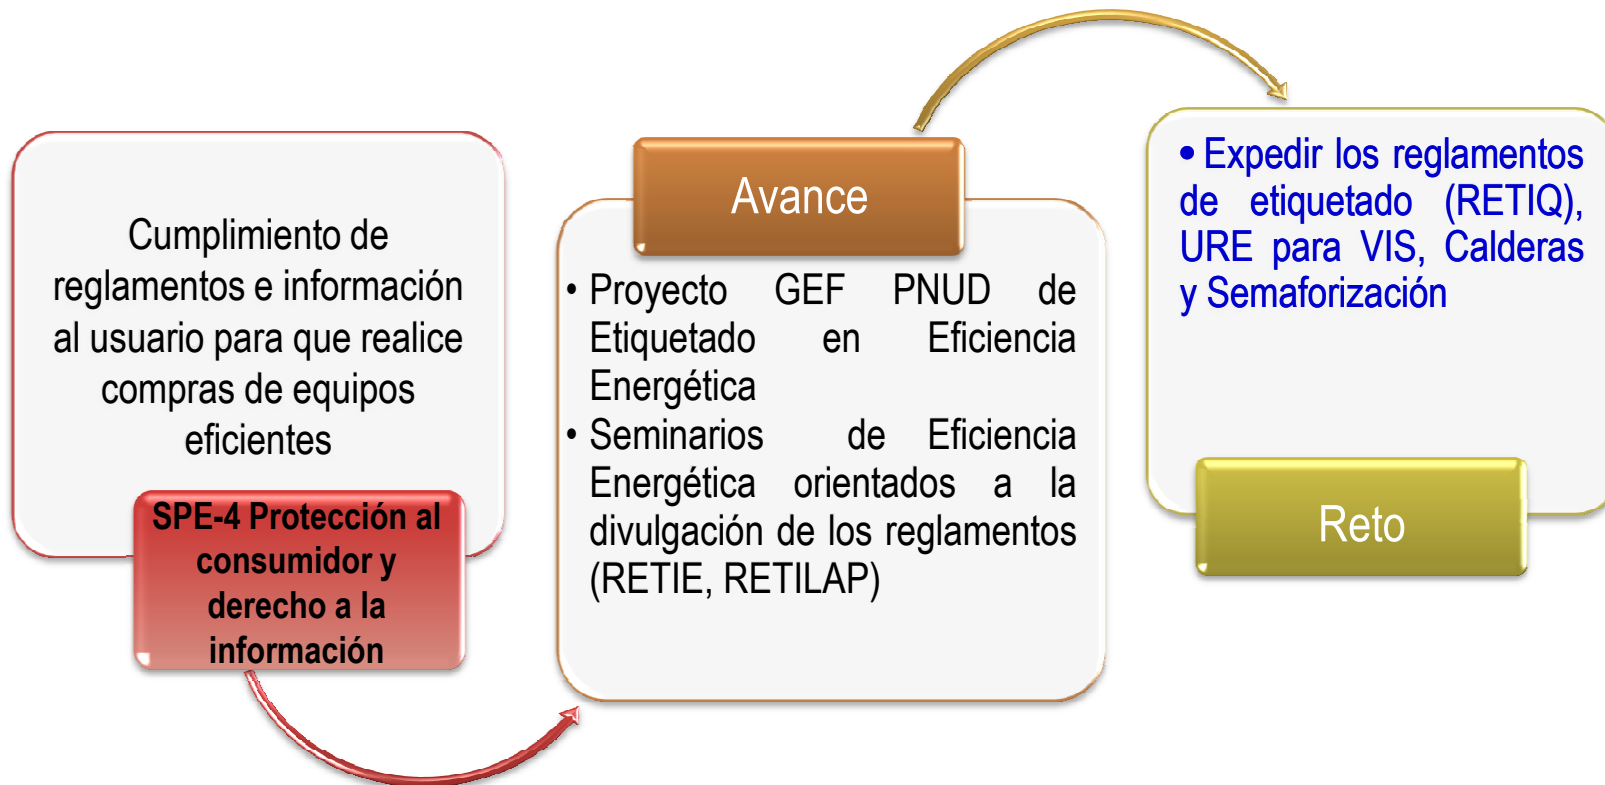 Cumplimiento de
reglamentos e información
al usuario para que realice
compras de equipos
eficientes
SPE-4 Protección al
consumidor y
derecho a la
información
Avance
• Proyecto GEF PNUD de
Etiquetado en Eficiencia
Energética
• Seminarios de Eficiencia
Energética orientados a la
divulgación de los reglamentos
(RETIE, RETILAP)
• Expedir los reglamentos
de etiquetado (RETIQ),
URE para VIS, Calderas
y Semaforización
Reto